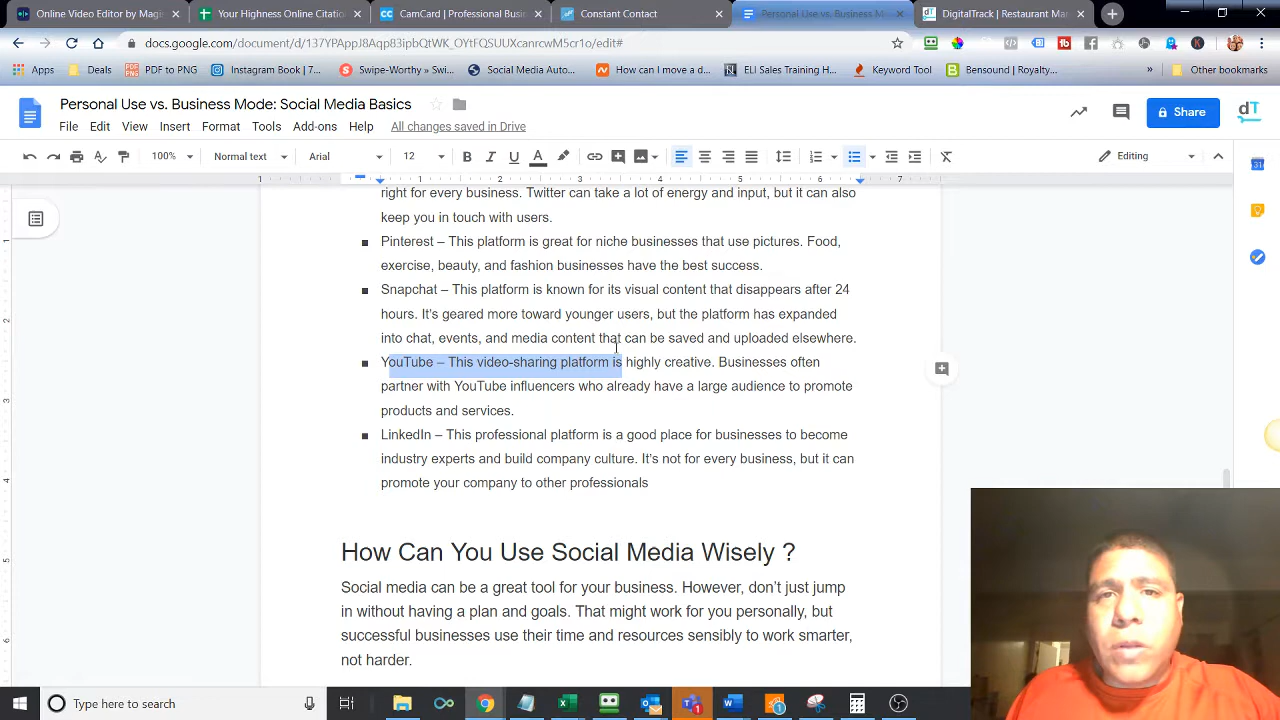 Online Video Editor by Mag
Your Highness Online Citatio
CamCard | Professional Busin
Constant Contact
Personal Use vs. Business M
DigitalTrack | Restaurant Ma
Apps
Deals
PDF to PNG
Instagram Book | 7...
Swipe-Worthy » Swi...
Social Media Auto...
How can I move a d...
ELI Sales Training H...
Keyword Tool
Bensound | Royalty...
»
Other bookmarks
Personal Use vs. Business Mode: Social Media Basics
File Edit View Insert Format Tools Add-ons Help All changes saved in Drive
Share
100% Normal text Arial 12 Editing
1 2 3 4 5 6 7
right for every business. Twitter can take a lot of energy and input, but it can also
keep you in touch with users.
Pinterest – This platform is great for niche businesses that use pictures. Food,
exercise, beauty, and fashion businesses have the best success.
Snapchat – This platform is known for its visual content that disappears after 24
hours. It's geared more toward younger users, but the platform has expanded
into chat, events, and media content that can be saved and uploaded elsewhere.
YouTube – This video-sharing platform is highly creative. Businesses often
partner with YouTube influencers who already have a large audience to promote
products and services.
LinkedIn – This professional platform is a good place for businesses to become
industry experts and build company culture. It's not for every business, but it can
promote your company to other professionals
How Can You Use Social Media Wisely ?
Social media can be a great tool for your business. However, don't just jump
in without having a plan and goals. That might work for you personally, but
successful businesses use their time and resources sensibly to work smarter,
not harder.
Type here to search